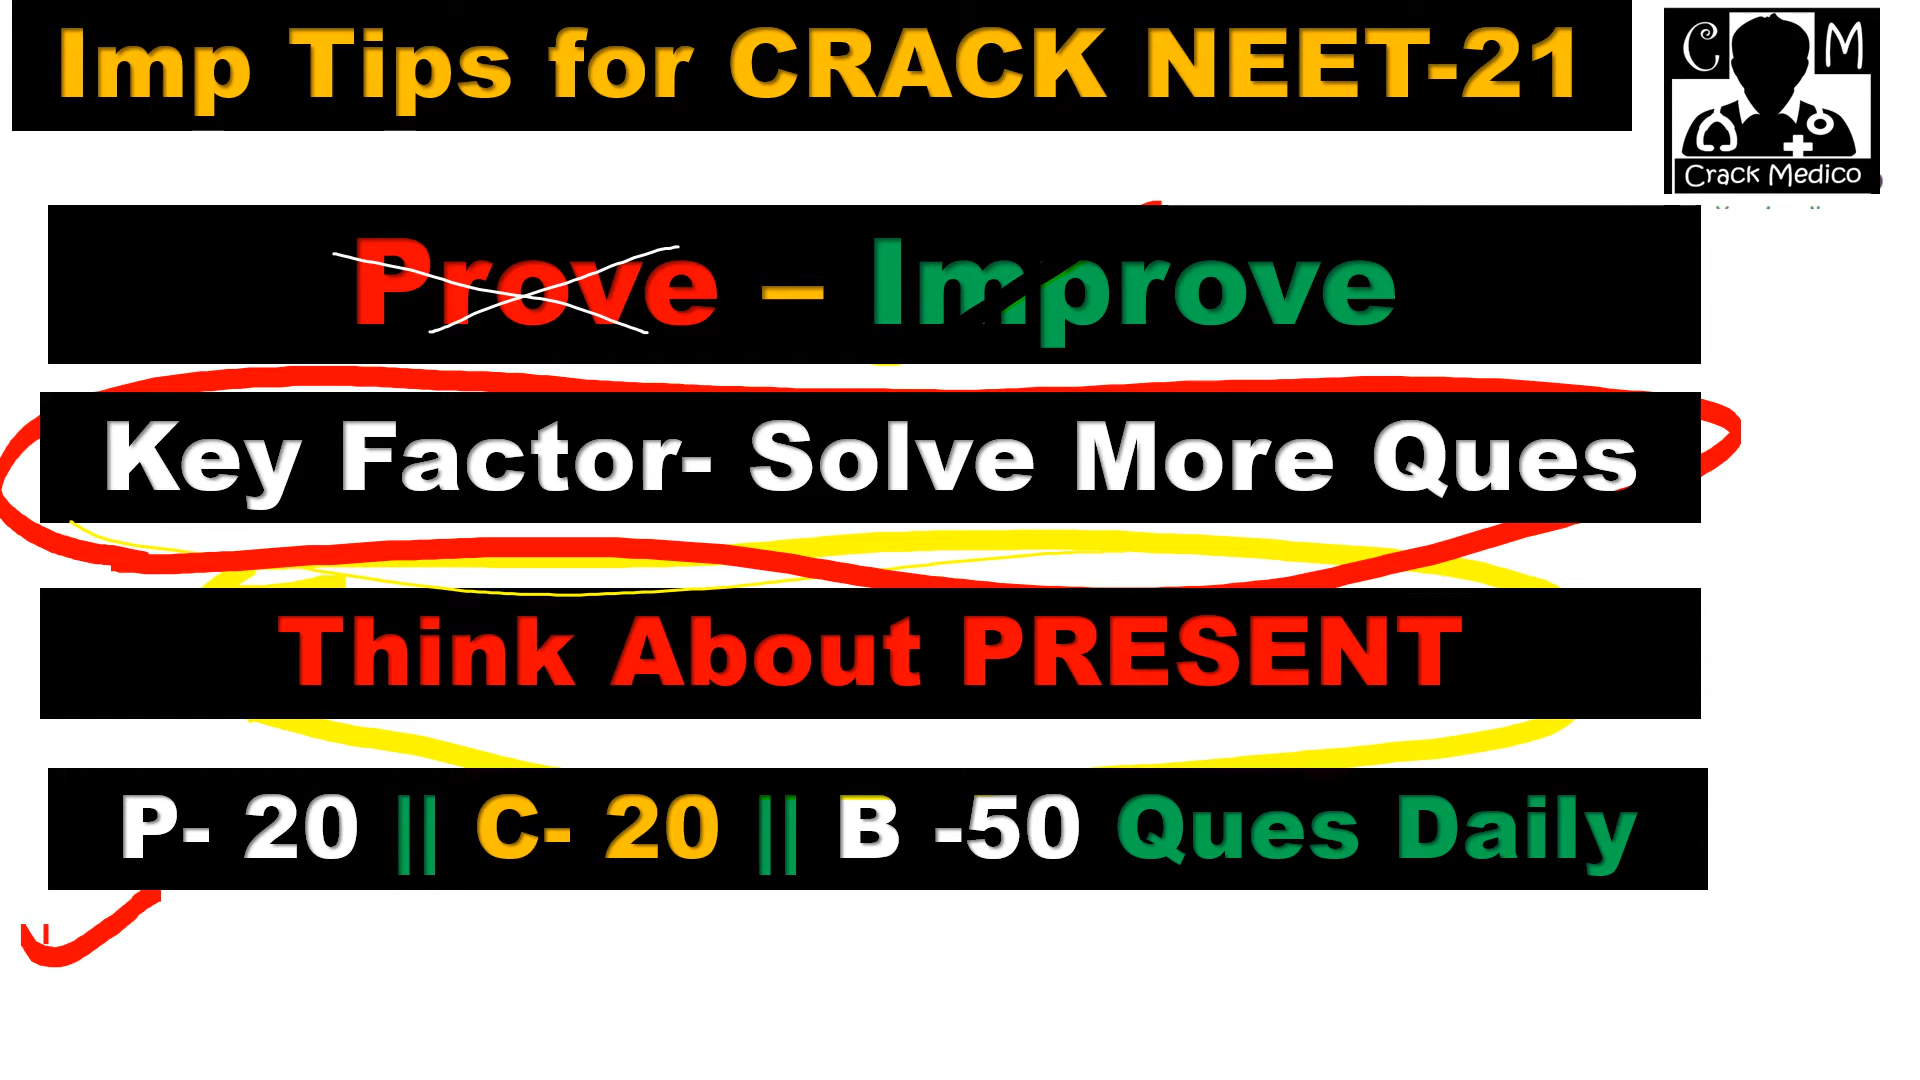 Imp Tips for CRACK NEET-21
C M
Crack Medico
Prove – Improve
Key Factor- Solve More Ques
Think About PRESENT
P- 20 || C- 20 || B -50 Ques Daily